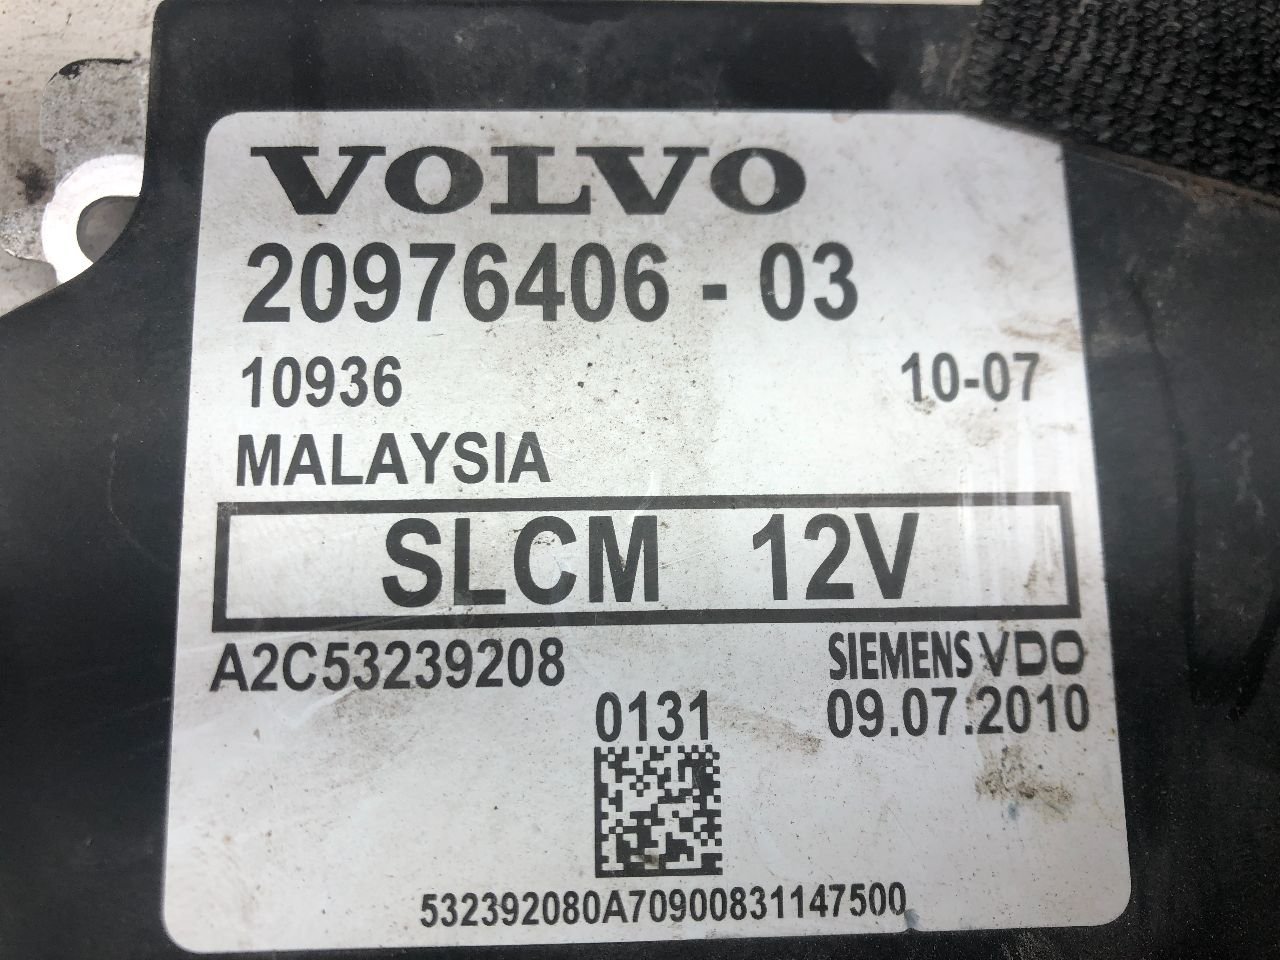 VOLVO
20976406 - 03
10936 10-07
MALAYSIA
SLCM 12V
A2C53239208 SIEMENS VDO
0131 09.07.2010
532392080A70900831147500